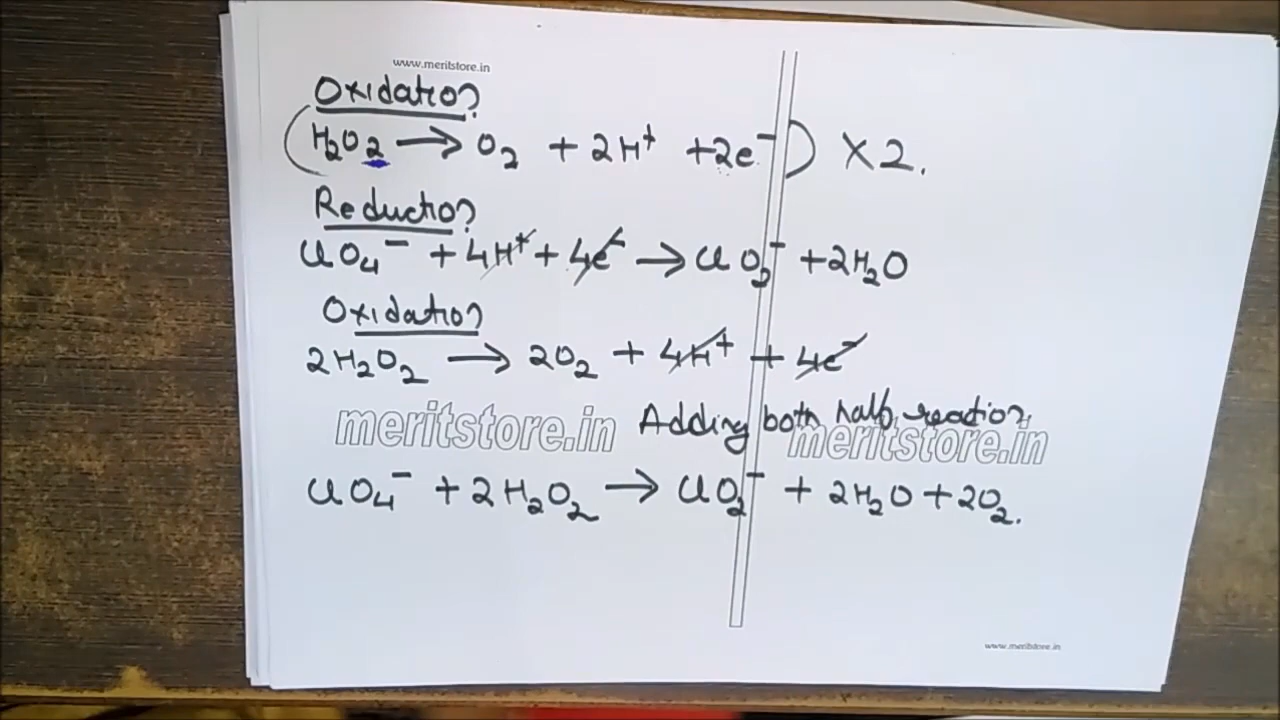 www.meritstore.in
Oxidation
H₂O₂ → O₂ + 2H⁺ + 2e⁻ ) × 2.
Reduction
ClO₄⁻ + 4H⁺ + 4e⁻ → ClO₂⁻ + 2H₂O
Oxidation
2H₂O₂ → 2O₂ + 4H⁺ + 4e⁻
Adding both half reaction.
meritstore.in meritstore.in
ClO₄⁻ + 2H₂O₂ → ClO₂⁻ + 2H₂O + 2O₂.
www.meritstore.in